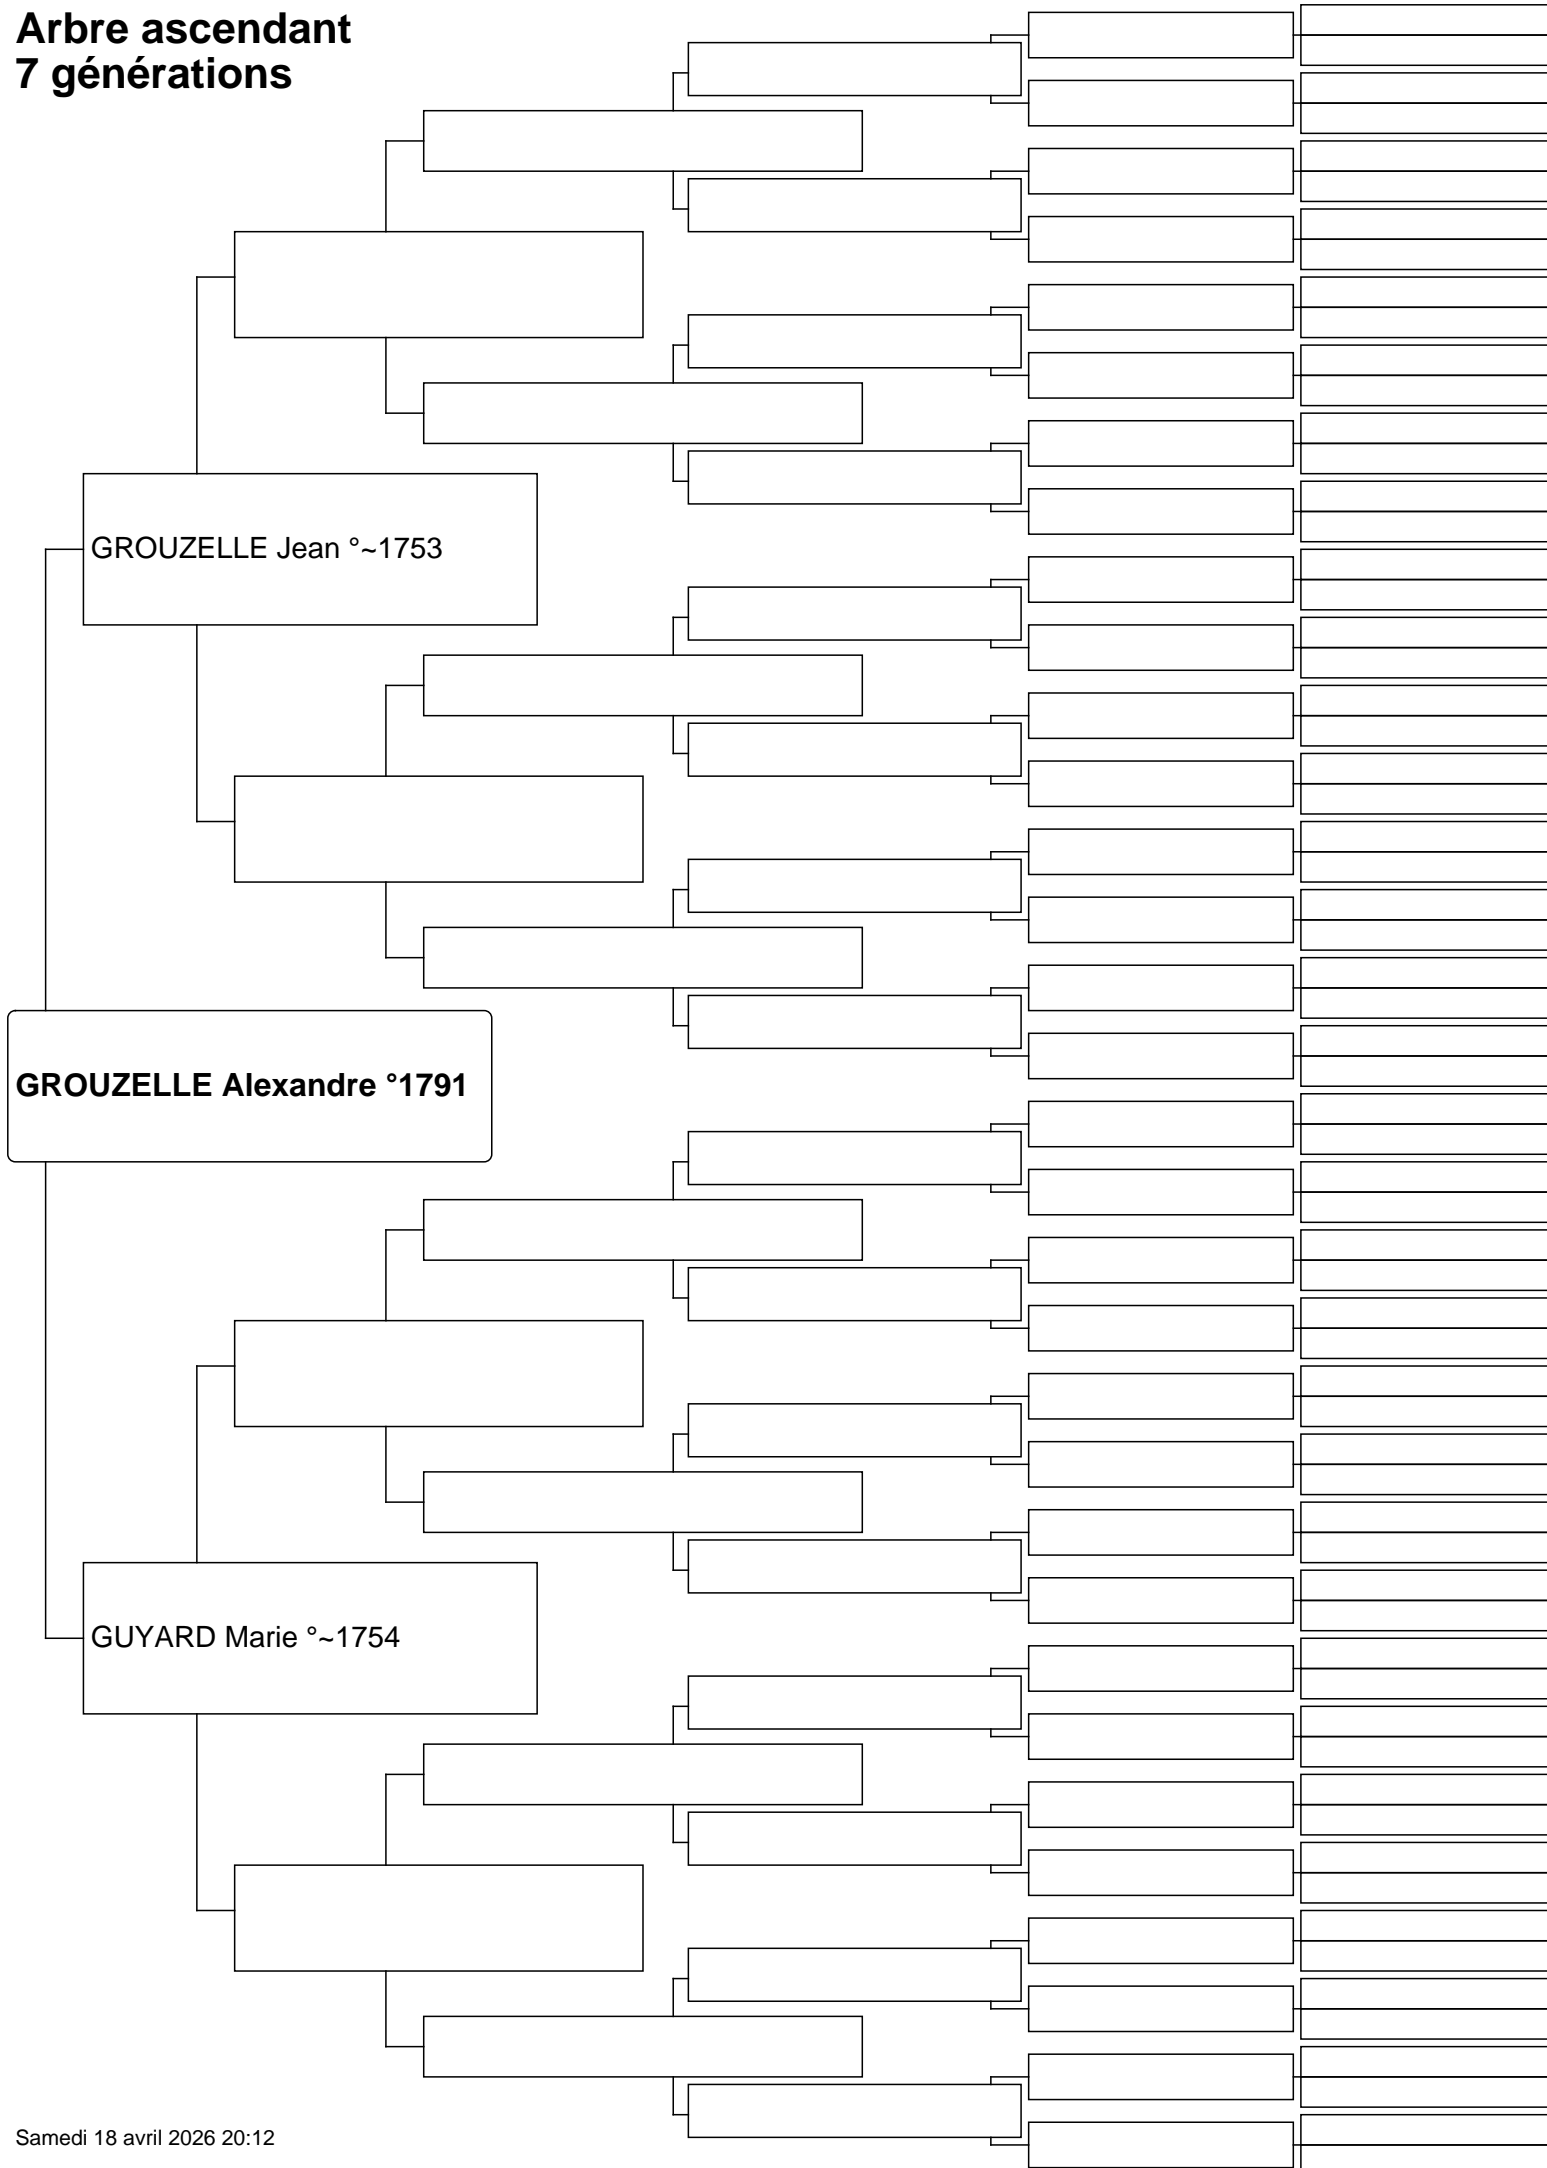 Arbre ascendant
7 générations
GROUZELLE Jean °~1753
GROUZELLE Alexandre °1791
GUYARD Marie °~1754
Samedi 18 avril 2026 20:12